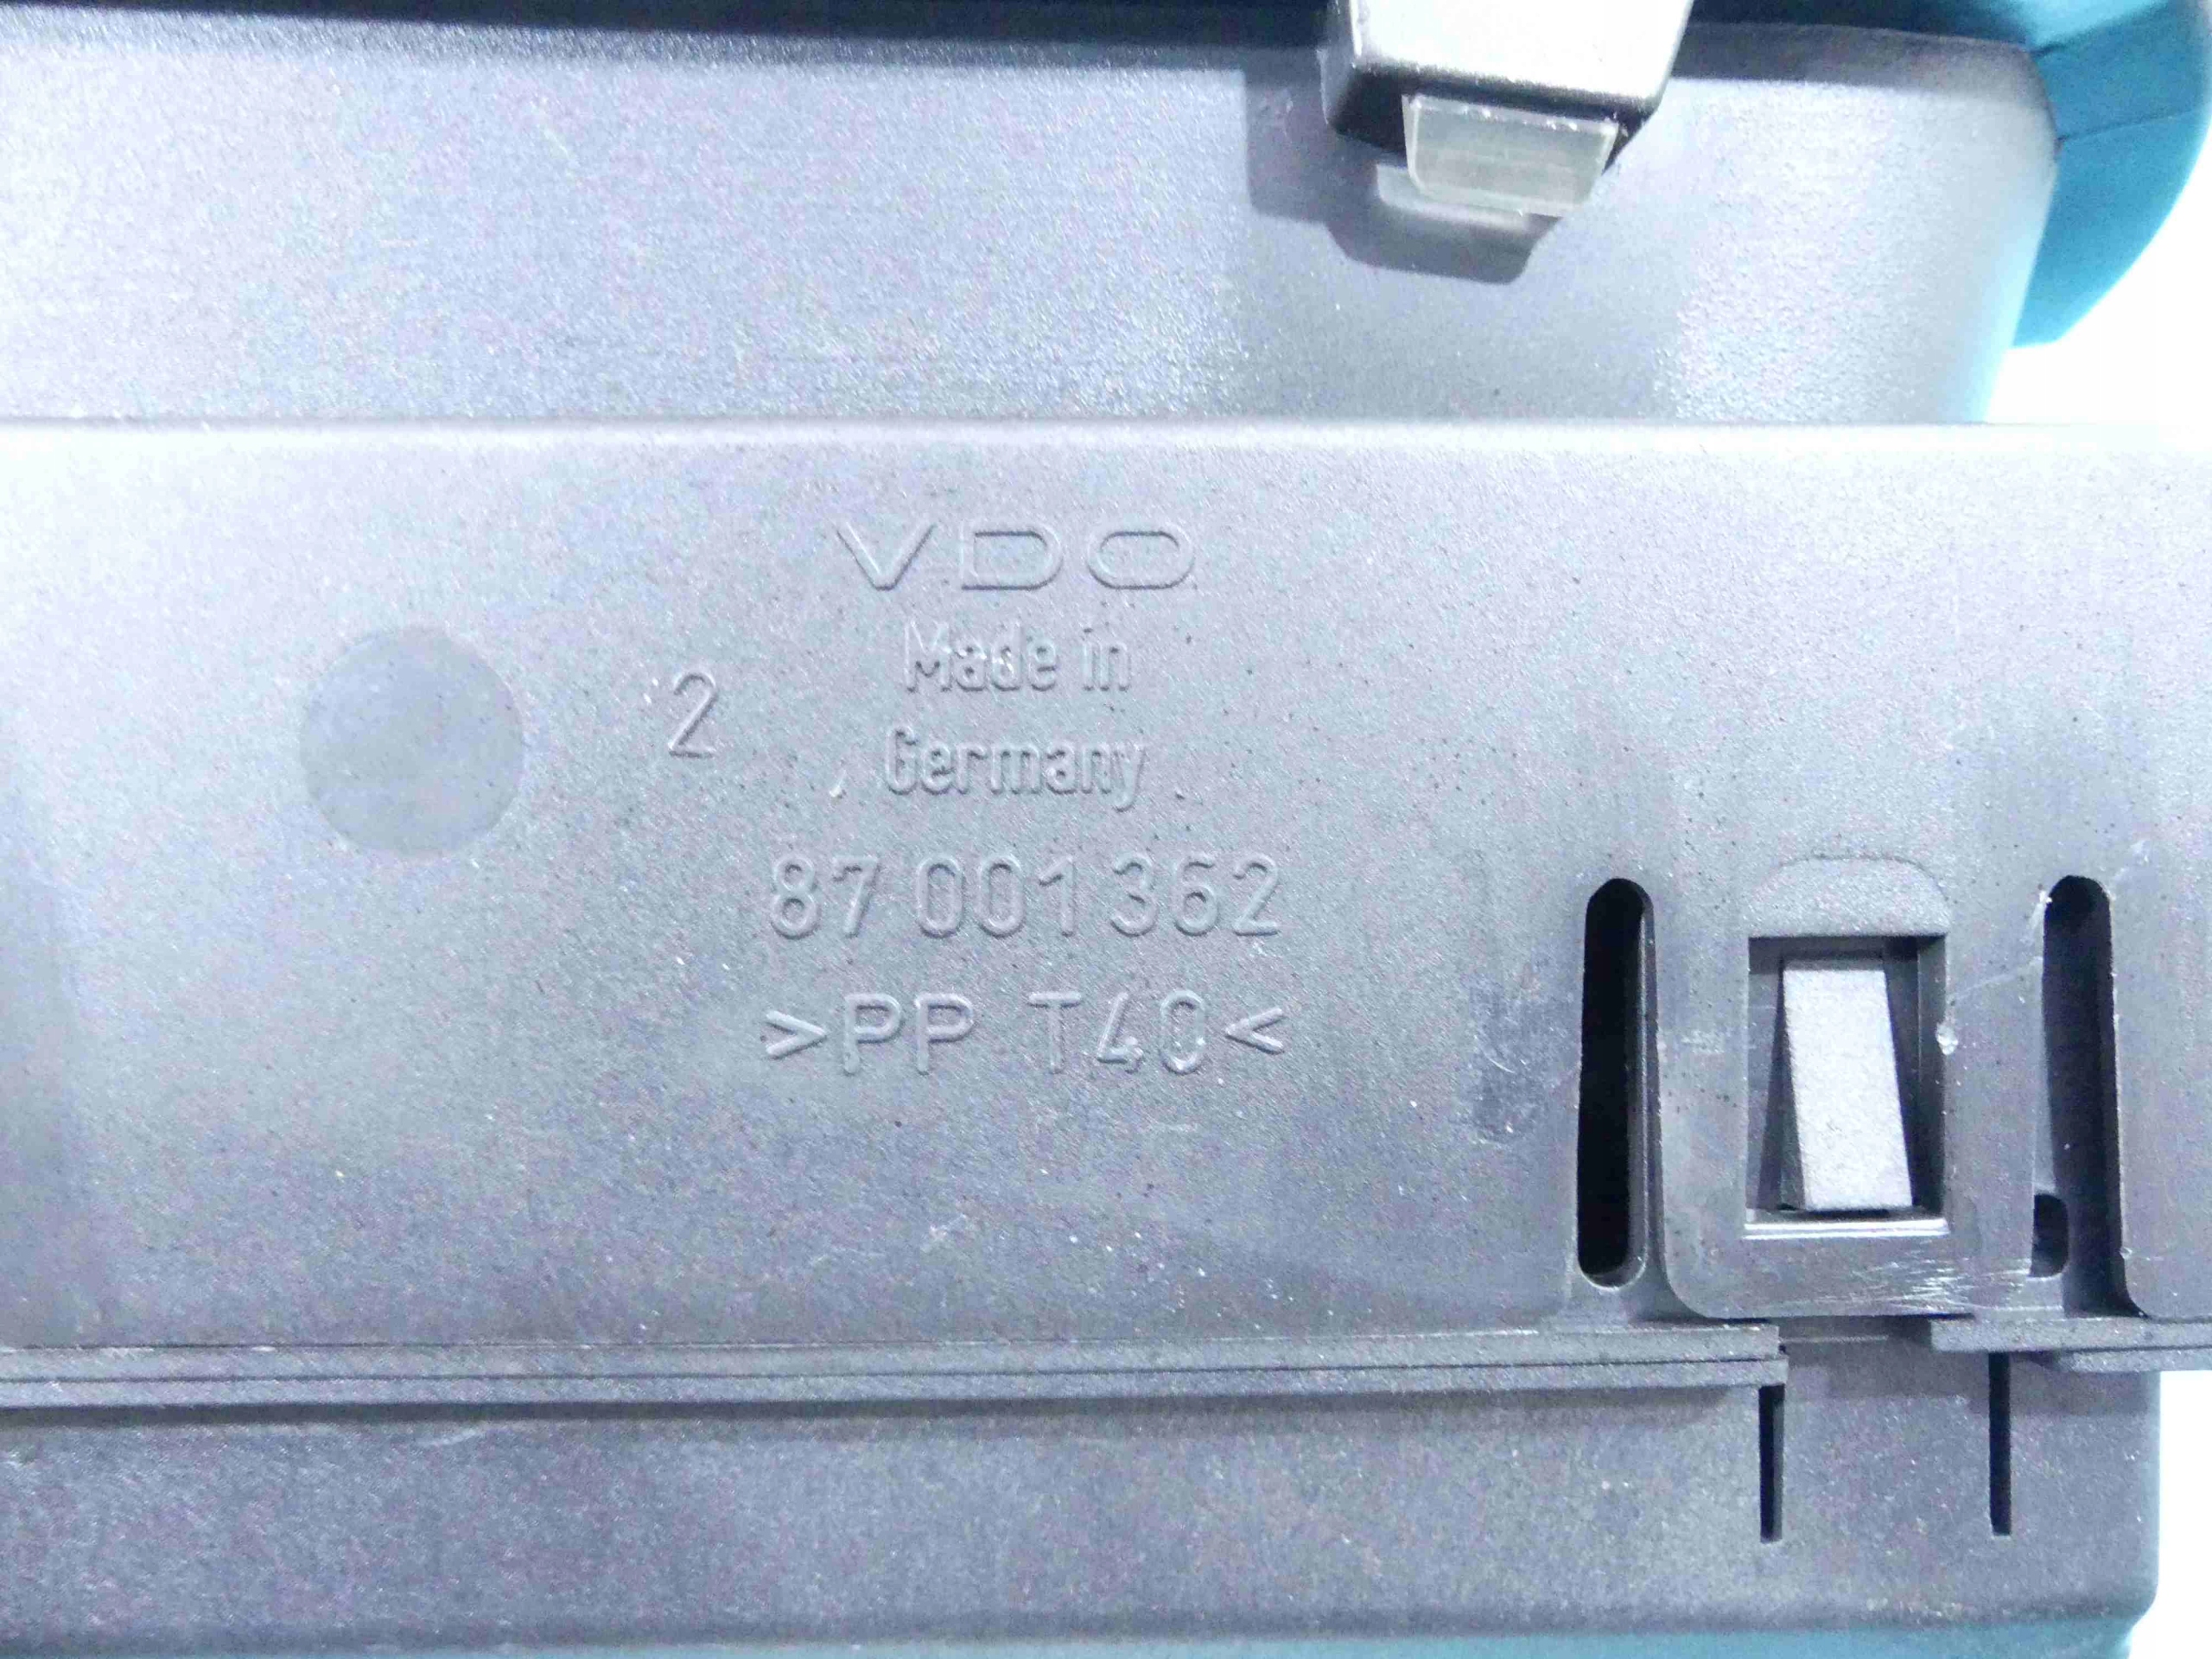 VDO
Made in
2
Germany
87 001 362
>PP T40<